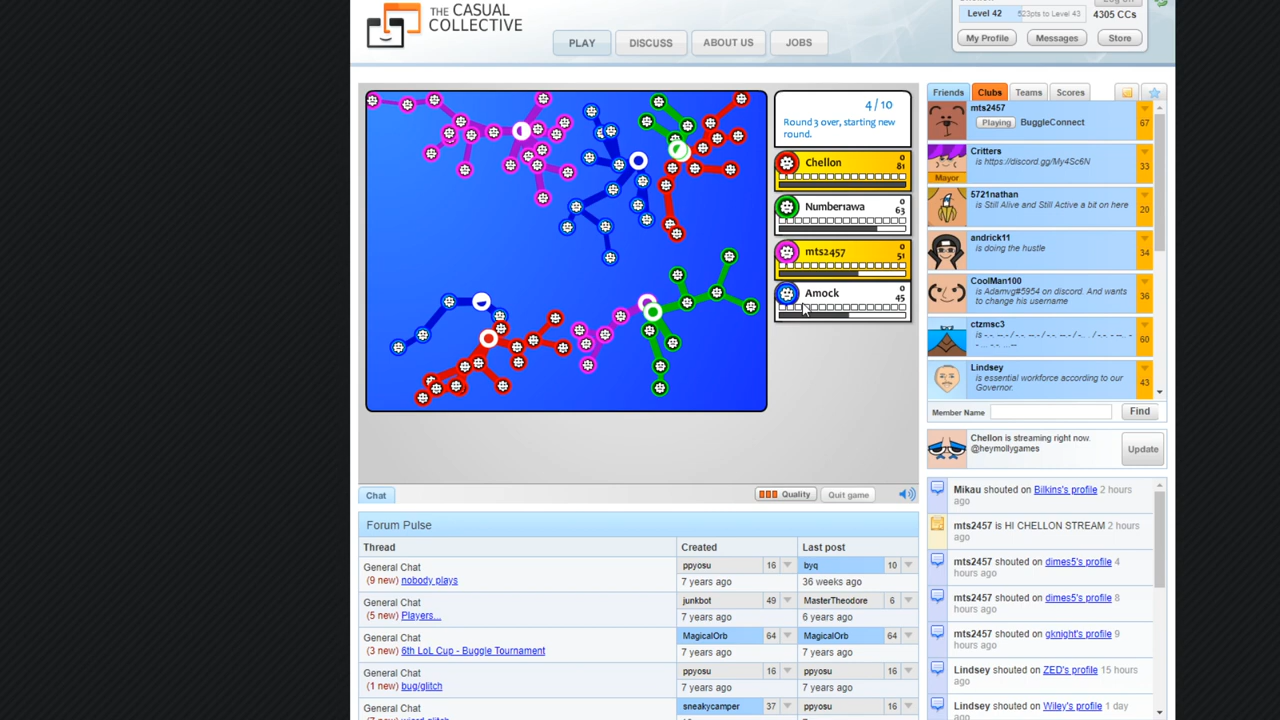 THE CASUAL
COLLECTIVE
PLAY
DISCUSS
ABOUT US
JOBS
Level 42
523pts to Level 43
4305 CCs
My Profile
Messages
Store
4 / 10
Round 3 over, starting new
round.
Chellon
0
81
Numberrawa
0
63
mts2457
0
51
Amock
0
45
Chat
Quality
Quit game
Friends
Clubs
Teams
Scores
mts2457
Playing BuggleConnect
67
Critters
is https://discord.gg/My4Sc6N
33
Mayor
5721nathan
is Still Alive and Still Active a bit on here
20
andrick11
is doing the hustle
34
CoolMan100
is Adamvg#5954 on discord. And wants
to change his username
36
ctzmsc3
60
Lindsey
is essential workforce according to our
Governor.
43
Member Name
Find
Chellon is streaming right now.
@heymollygames
Update
Mikau shouted on Bilkins's profile 2 hours
ago
mts2457 is HI CHELLON STREAM 2 hours
ago
mts2457 shouted on dimes5's profile 4
hours ago
mts2457 shouted on dimes5's profile 8
hours ago
mts2457 shouted on gknight's profile 9
hours ago
Lindsey shouted on ZED's profile 15 hours
ago
Lindsey shouted on Wiley's profile 1 day
ago
Forum Pulse
Thread
Created
Last post
General Chat
(9 new) nobody plays
ppyosu 16
7 years ago
byq 10
36 weeks ago
General Chat
(5 new) Players...
junkbot 49
7 years ago
MasterTheodore 6
6 years ago
General Chat
(3 new) 6th LoL Cup - Buggle Tournament
MagicalOrb 64
7 years ago
MagicalOrb 64
7 years ago
General Chat
(1 new) bug/glitch
ppyosu 16
7 years ago
ppyosu 16
7 years ago
General Chat
sneakycamper 37
ppyosu 16